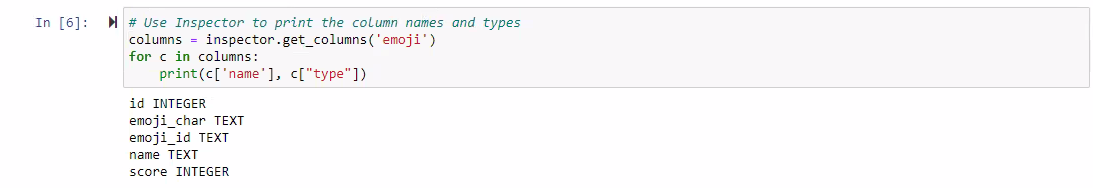 In [6]: # Use Inspector to print the column names and types
columns = inspector.get_columns('emoji')
for c in columns:
    print(c['name'], c["type"])
id INTEGER
emoji_char TEXT
emoji_id TEXT
name TEXT
score INTEGER